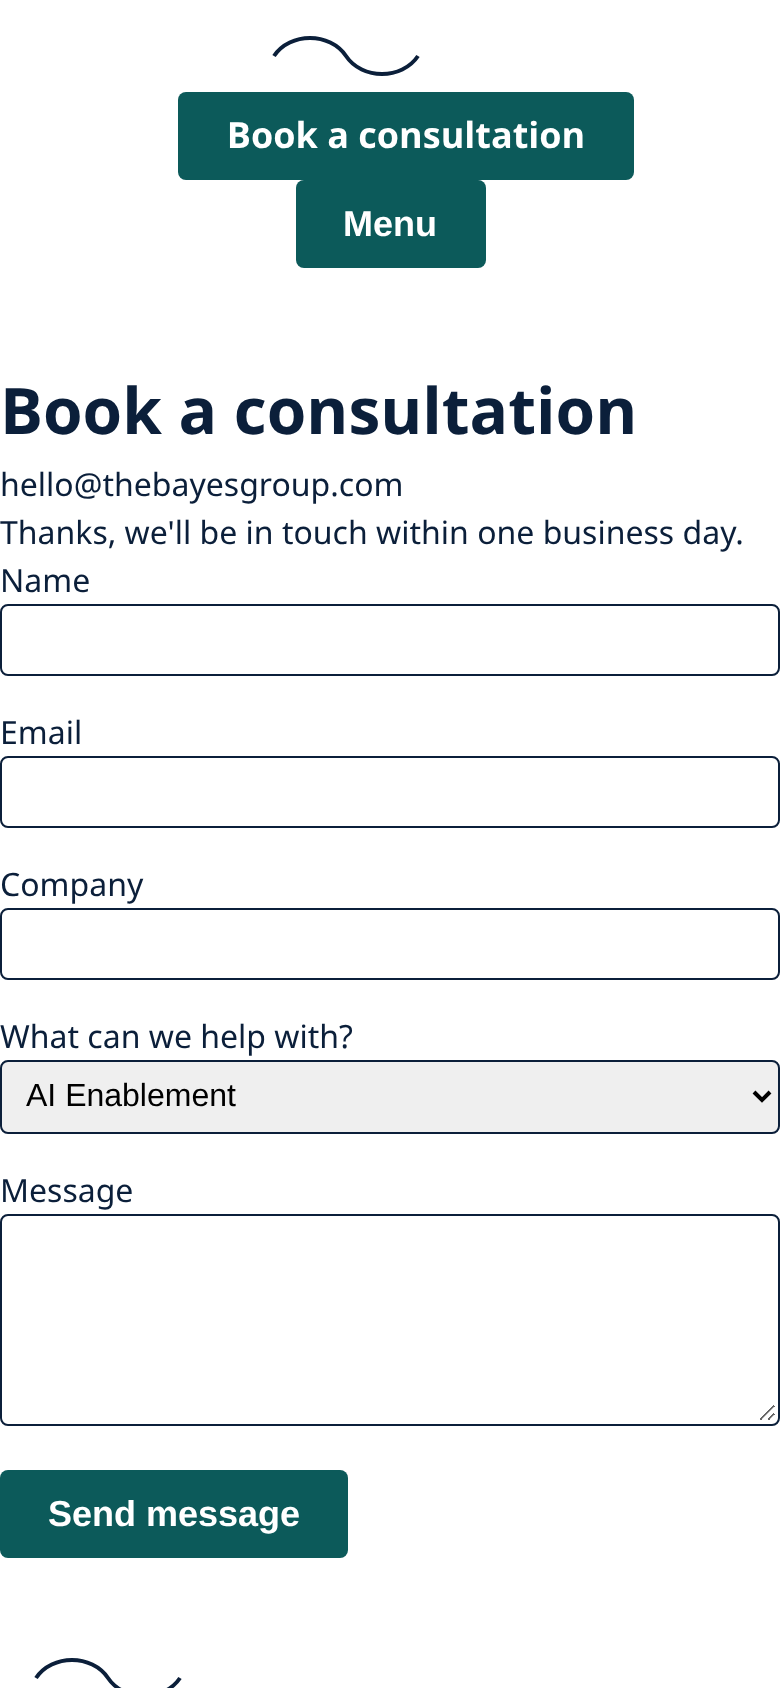 Book a consultation
Menu
Book a consultation
hello@thebayesgroup.com
Thanks, we'll be in touch within one business day.
Name
Email
Company
What can we help with?
AI Enablement
Message
Send message